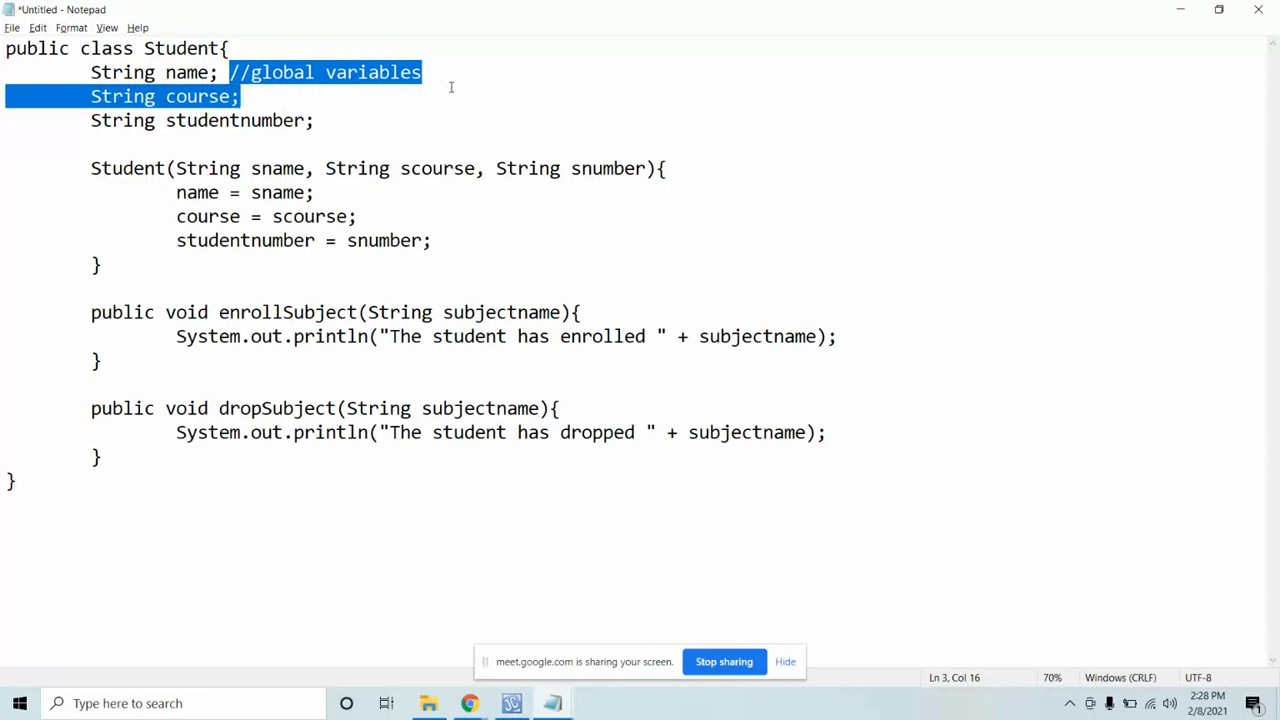 *Untitled - Notepad
File Edit Format View Help
public class Student{
String name; //global variables
String course;
String studentnumber;
Student(String sname, String scourse, String snumber){
name = sname;
course = scourse;
studentnumber = snumber;
}
public void enrollSubject(String subjectname){
System.out.println("The student has enrolled " + subjectname);
}
public void dropSubject(String subjectname){
System.out.println("The student has dropped " + subjectname);
}
}
meet.google.com is sharing your screen. Stop sharing Hide
Ln 3, Col 16 70% Windows (CRLF) UTF-8
Type here to search
2:28 PM
2/8/2021
1